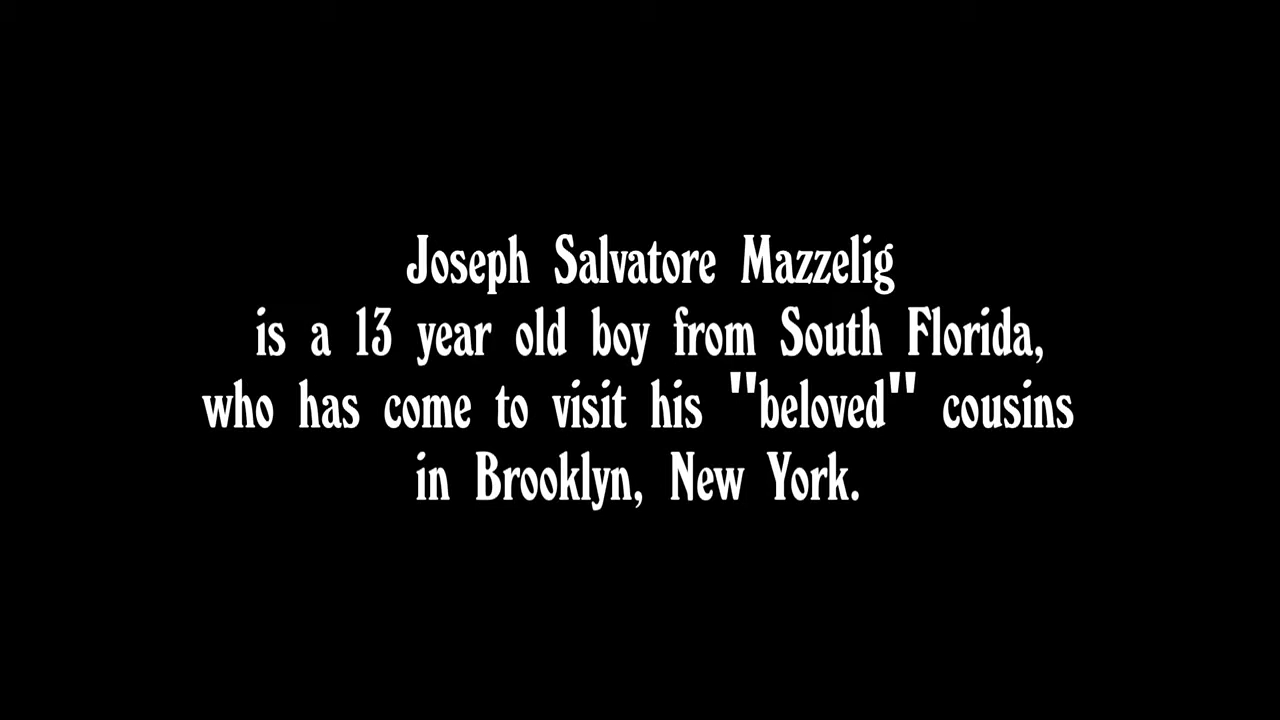 Joseph Salvatore Mazzelig
is a 13 year old boy from South Florida,
who has come to visit his "beloved" cousins
in Brooklyn, New York.